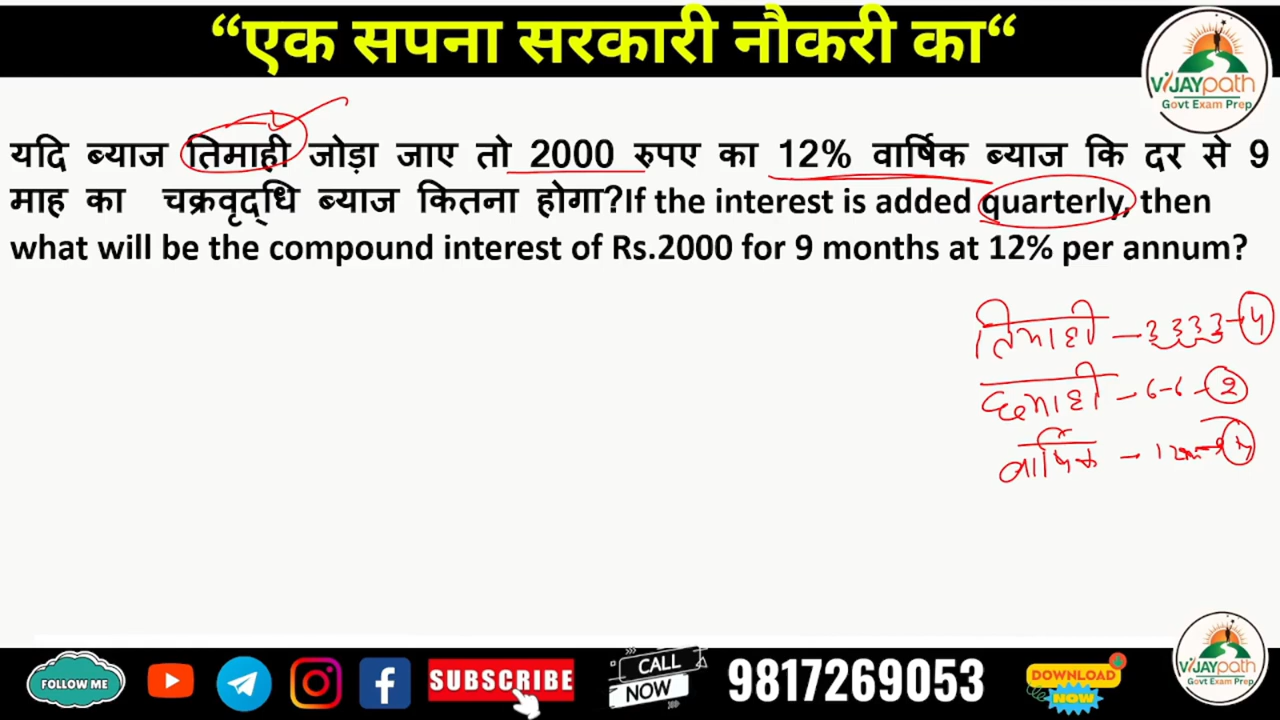 “एक सपना सरकारी नौकरी का“
VIJAYpath
Govt Exam Prep
यदि ब्याज तिमाही जोड़ा जाए तो 2000 रुपए का 12% वार्षिक ब्याज कि दर से 9
माह का चक्रवृद्धि ब्याज कितना होगा?If the interest is added quarterly, then
what will be the compound interest of Rs.2000 for 9 months at 12% per annum?
तिमाही – 3 3 3 3 – 4
छमाही – 6-6 – 2
वार्षिक – 12
VIJAYpath
Govt Exam Prep
FOLLOW ME
SUBSCRIBE
CALL
NOW
9817269053
DOWNLOAD
NOW